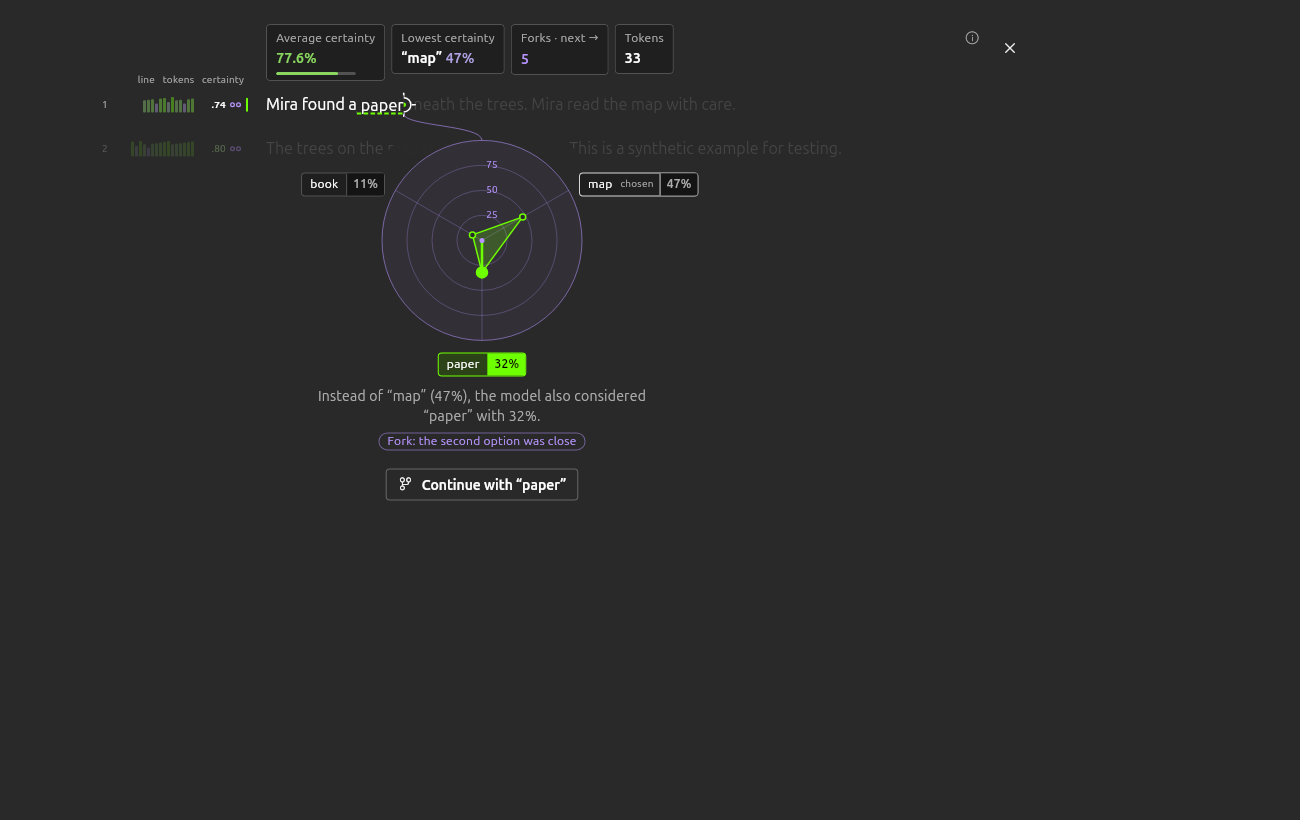 Average certainty
77.6%
Lowest certainty
“map” 47%
Forks · next →
5
Tokens
33
line tokens certainty
1 .74 Mira found a paper neath the trees. Mira read the map with care.
2 .80 The trees on the This is a synthetic example for testing.
75
50
25
book 11%
map chosen 47%
paper 32%
Instead of “map” (47%), the model also considered
“paper” with 32%.
Fork: the second option was close
Continue with “paper”